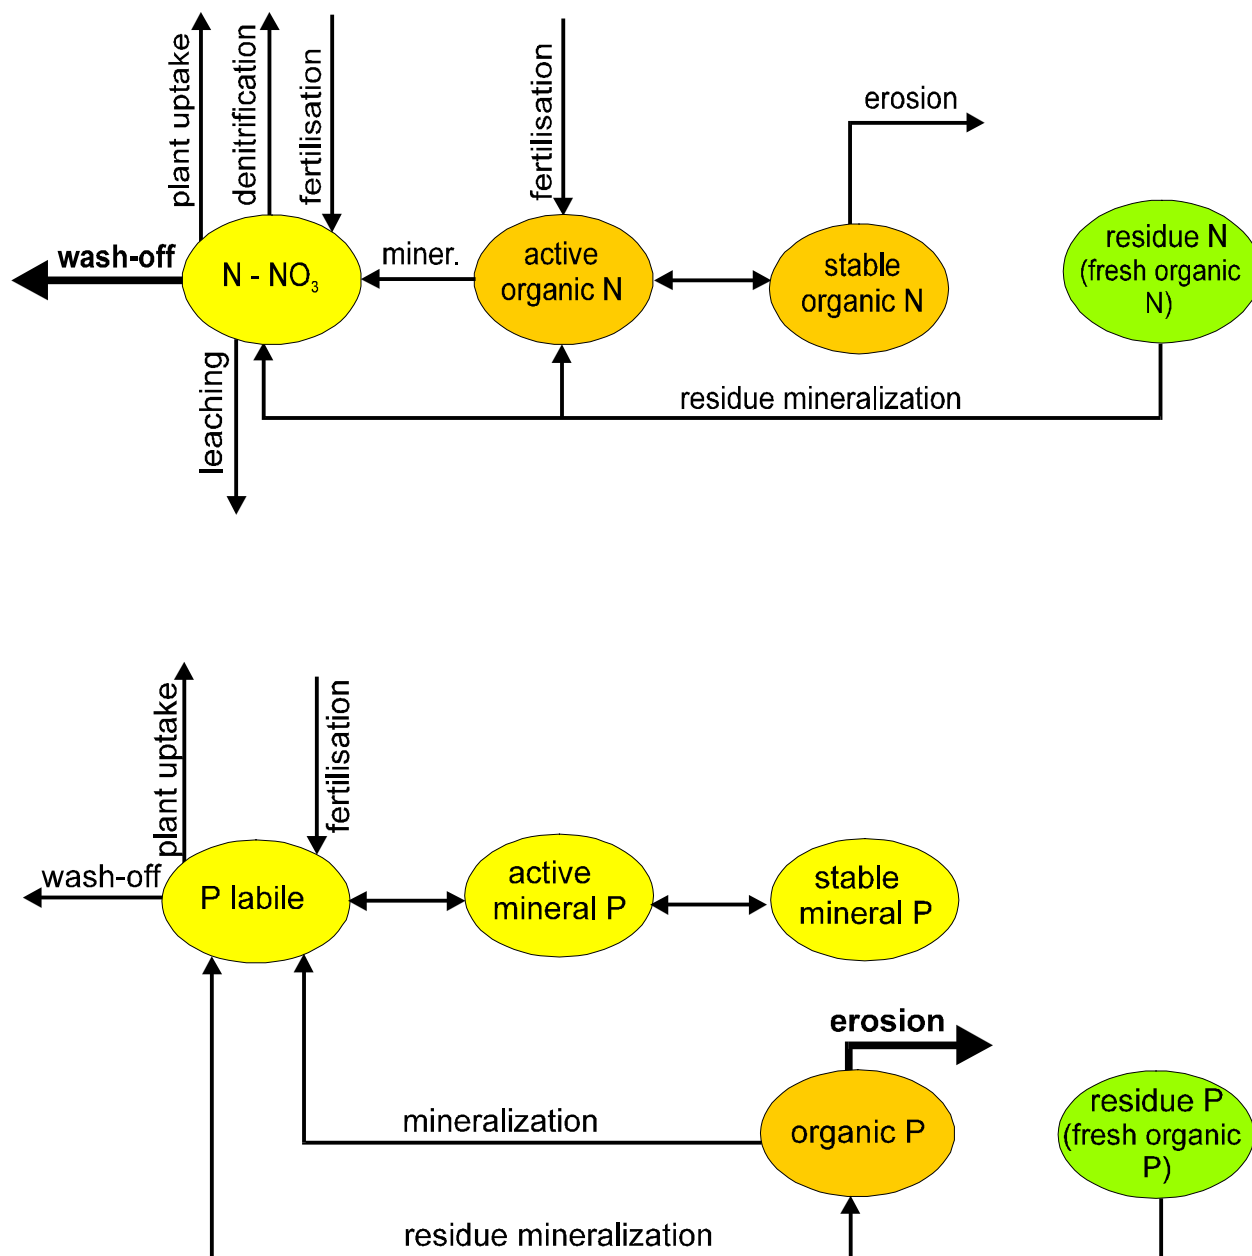 plant uptake
denitrification
fertilisation
fertilisation
erosion
wash-off
N - NO₃
miner.
active
organic N
stable
organic N
residue N
(fresh organic
N)
leaching
residue mineralization
plant uptake
fertilisation
wash-off
P labile
active
mineral P
stable
mineral P
erosion
mineralization
organic P
residue P
(fresh organic
P)
residue mineralization